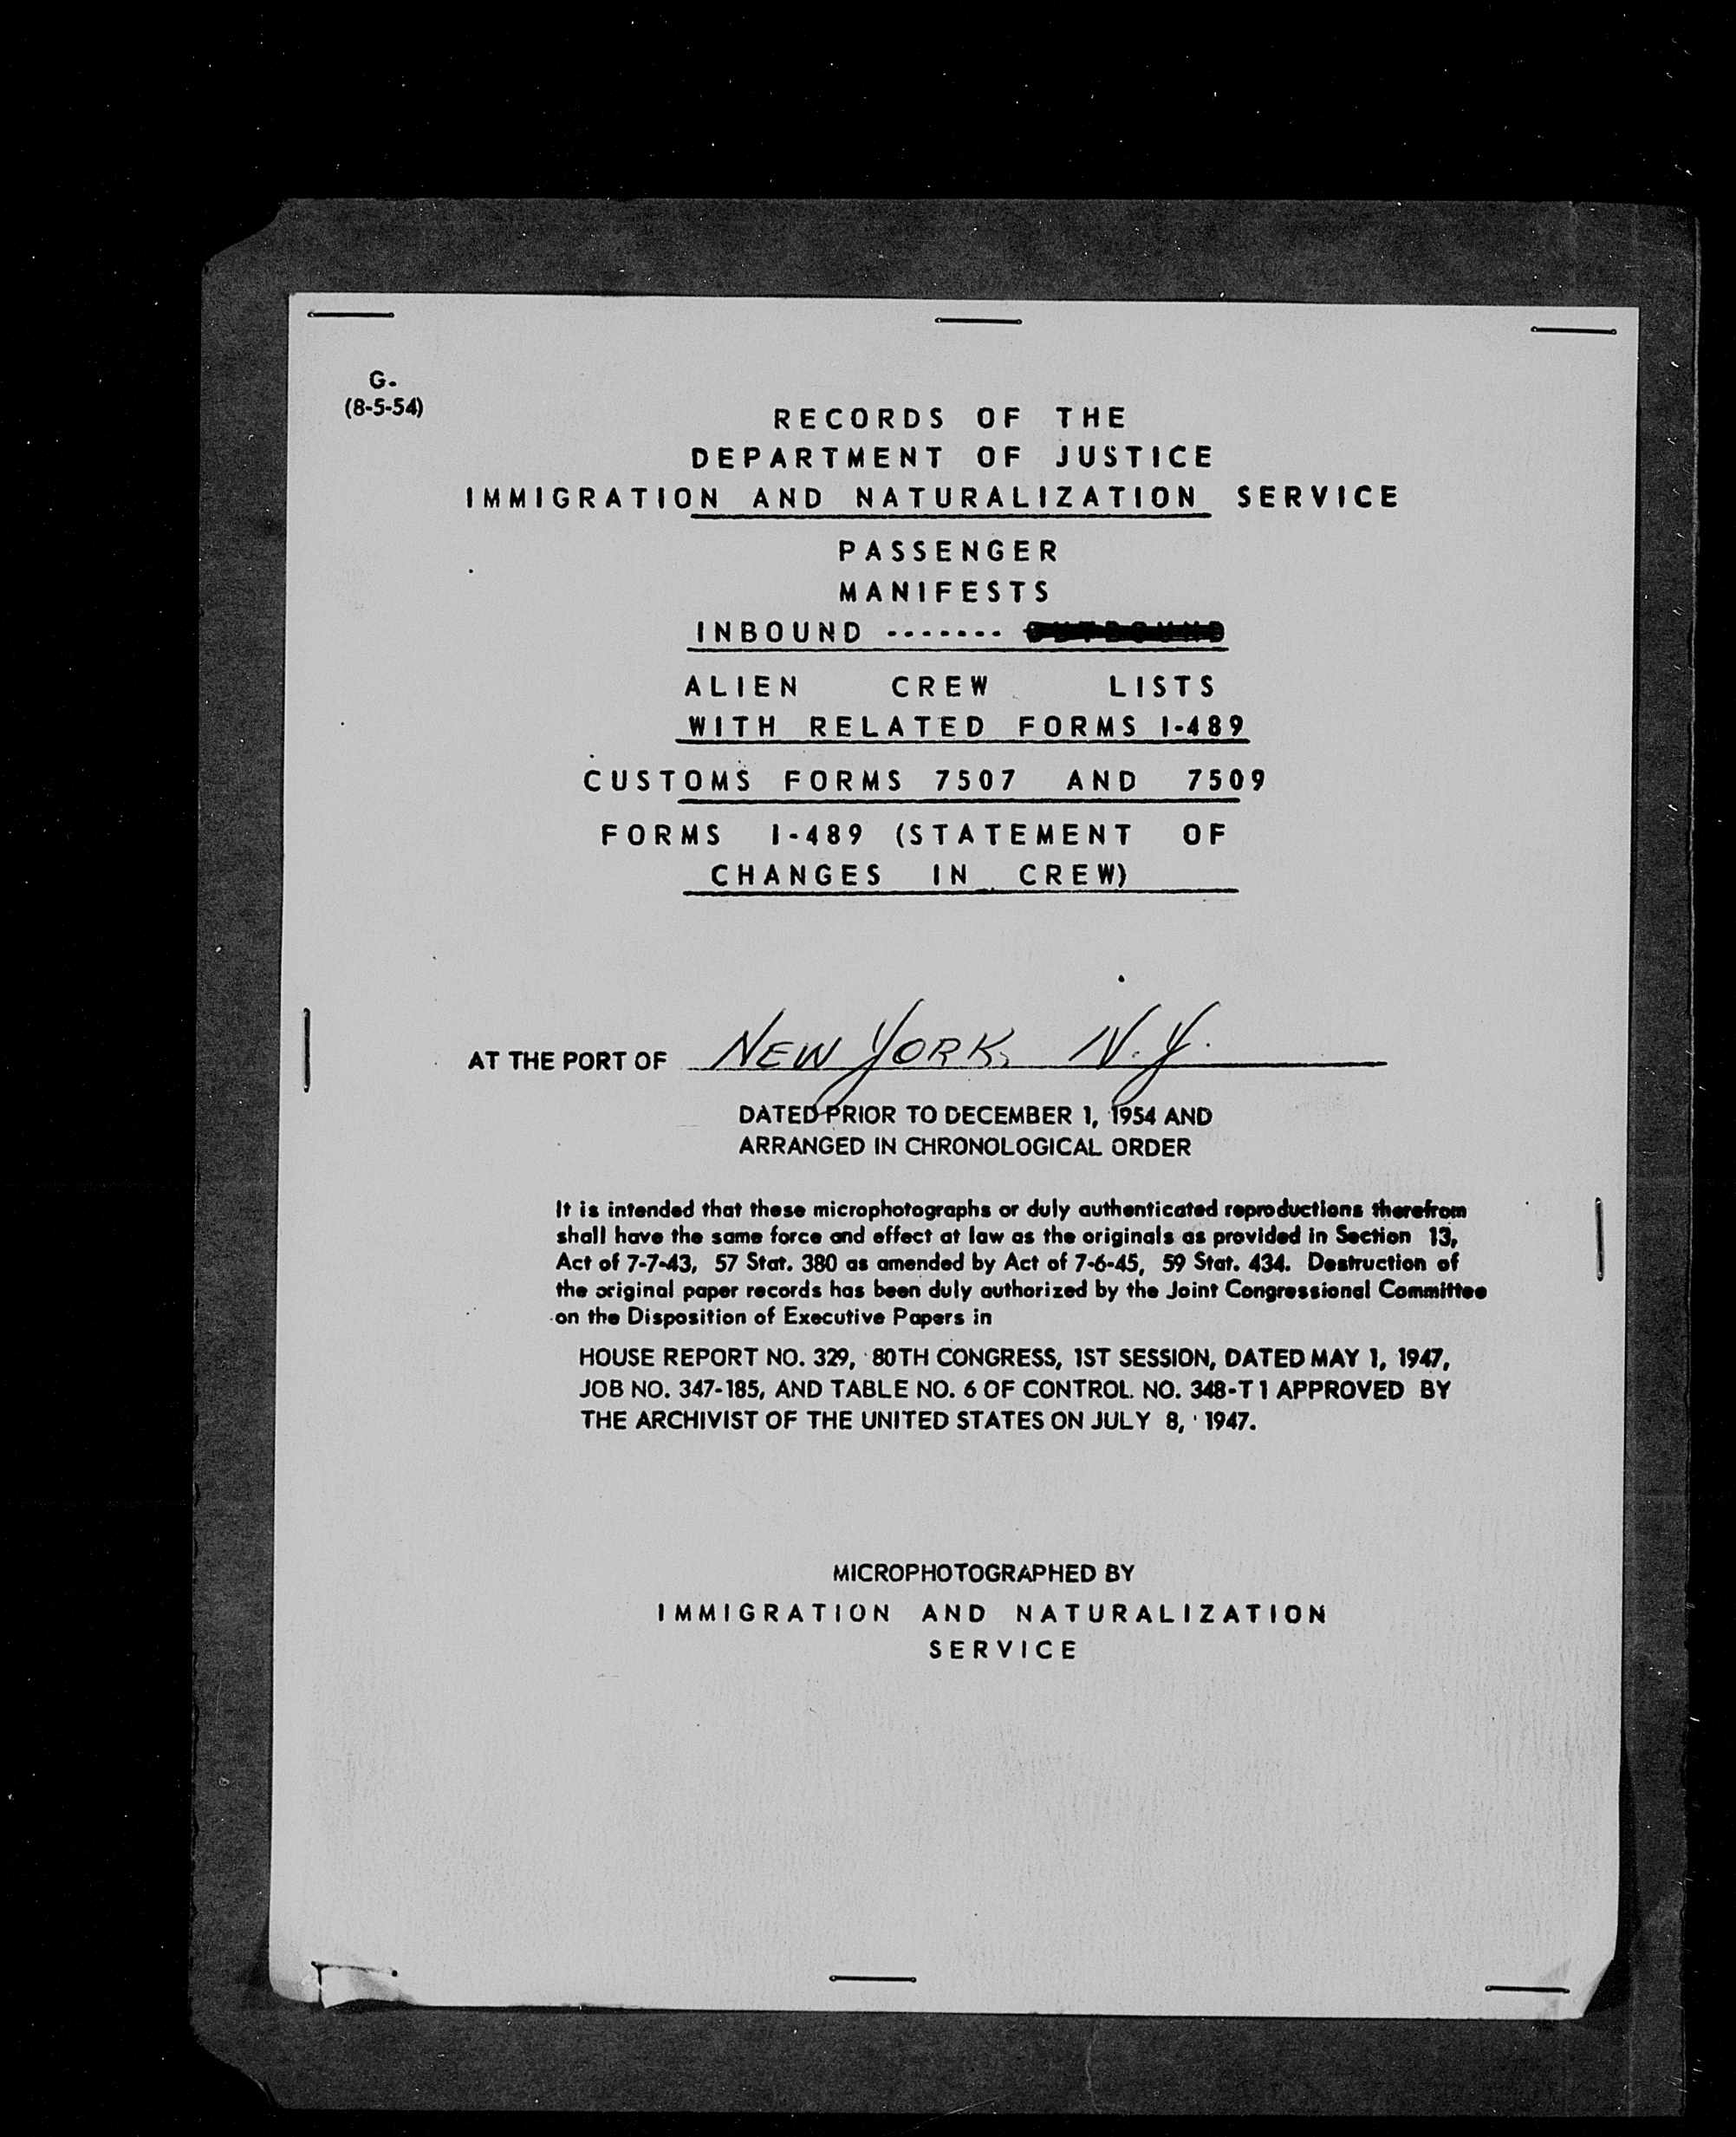 G-
(8-5-54)
RECORDS OF THE
DEPARTMENT OF JUSTICE
IMMIGRATION AND NATURALIZATION SERVICE
PASSENGER
MANIFESTS
INBOUND ------- OUTBOUND
ALIEN CREW LISTS
WITH RELATED FORMS I-489
CUSTOMS FORMS 7507 AND 7509
FORMS I-489 (STATEMENT OF
CHANGES IN CREW)
AT THE PORT OF NEW YORK, N.Y.
DATED PRIOR TO DECEMBER 1, 1954 AND
ARRANGED IN CHRONOLOGICAL ORDER
It is intended that these microphotographs or duly authenticated reproductions therefrom
shall have the same force and effect at law as the originals as provided in Section 13,
Act of 7-7-43, 57 Stat. 380 as amended by Act of 7-6-45, 59 Stat. 434. Destruction of
the original paper records has been duly authorized by the Joint Congressional Committee
on the Disposition of Executive Papers in
HOUSE REPORT NO. 329, 80TH CONGRESS, 1ST SESSION, DATED MAY 1, 1947,
JOB NO. 347-185, AND TABLE NO. 6 OF CONTROL NO. 348-T1 APPROVED BY
THE ARCHIVIST OF THE UNITED STATES ON JULY 8, 1947.
MICROPHOTOGRAPHED BY
IMMIGRATION AND NATURALIZATION
SERVICE